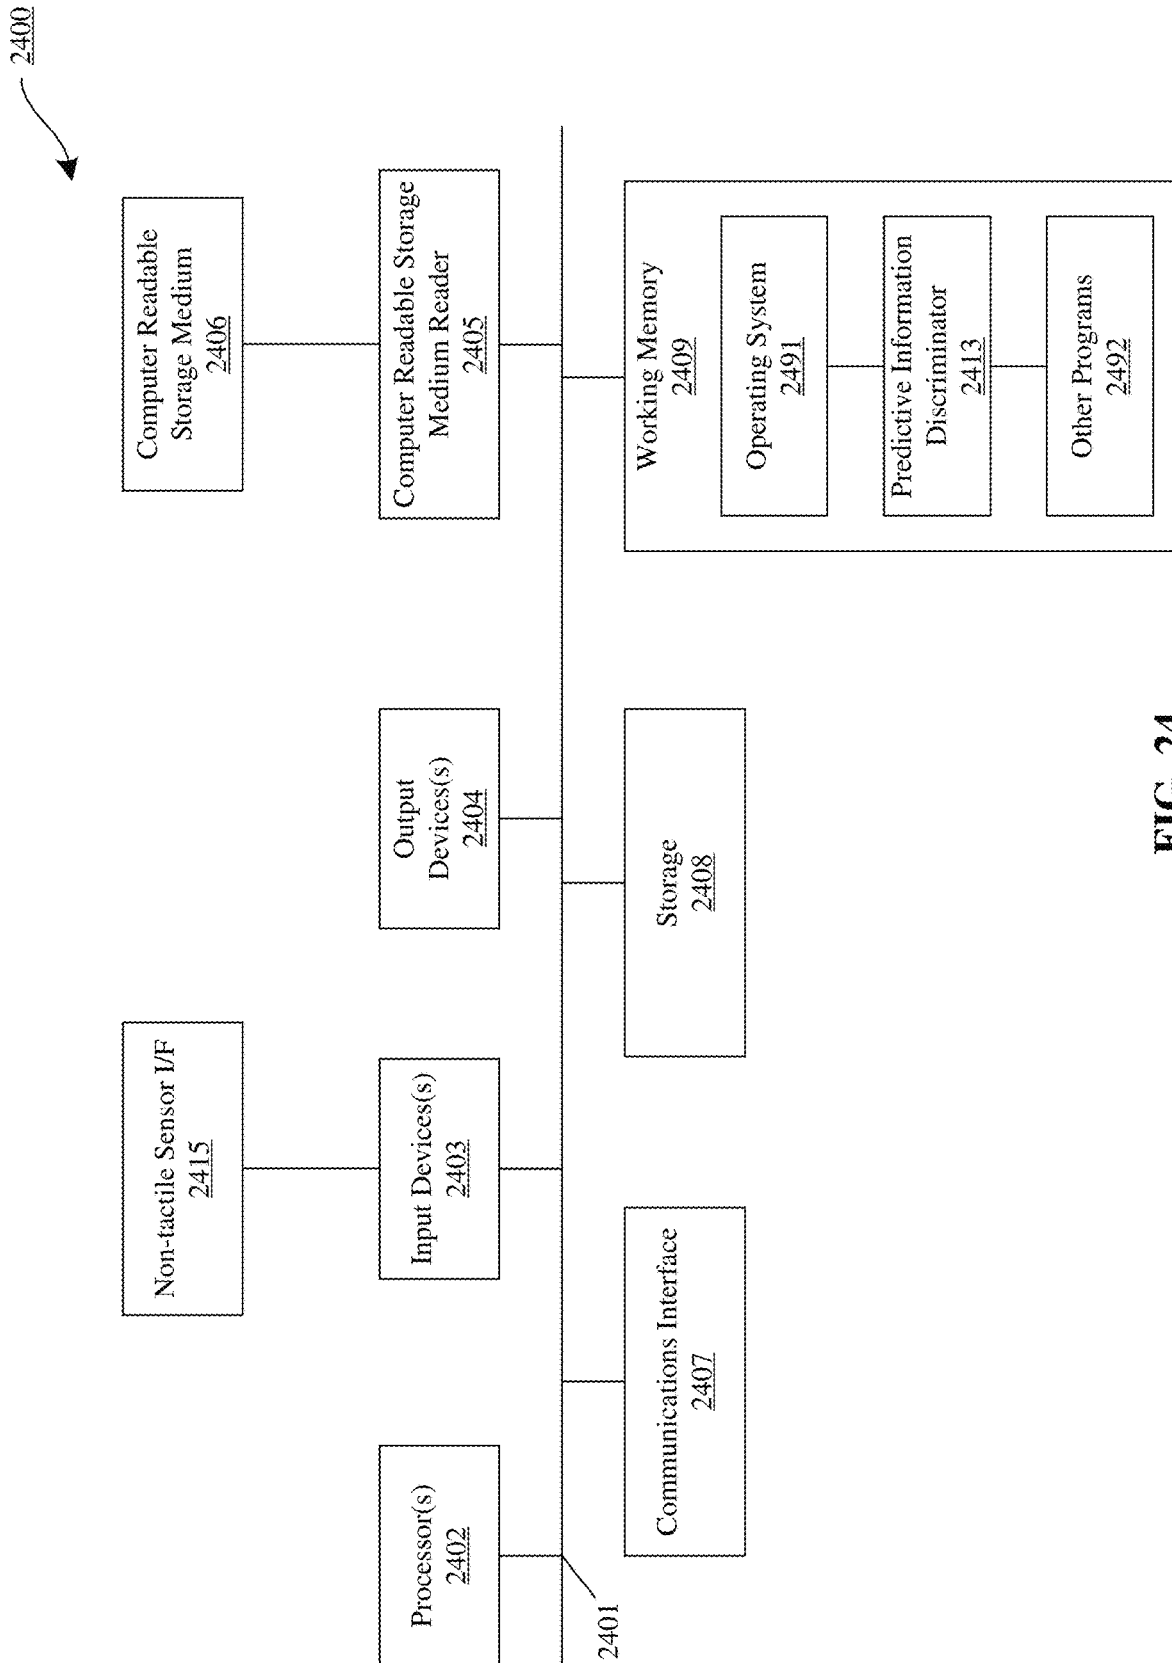 2400
Computer Readable
Storage Medium
2406
Non-tactile Sensor I/F
2415
Processor(s)
2402
Input Devices(s)
2403
Output
Devices(s)
2404
Computer Readable Storage
Medium Reader
2405
2401
Communications Interface
2407
Storage
2408
Working Memory
2409
Operating System
2491
Predictive Information
Discriminator
2413
Other Programs
2492
FIG. 24